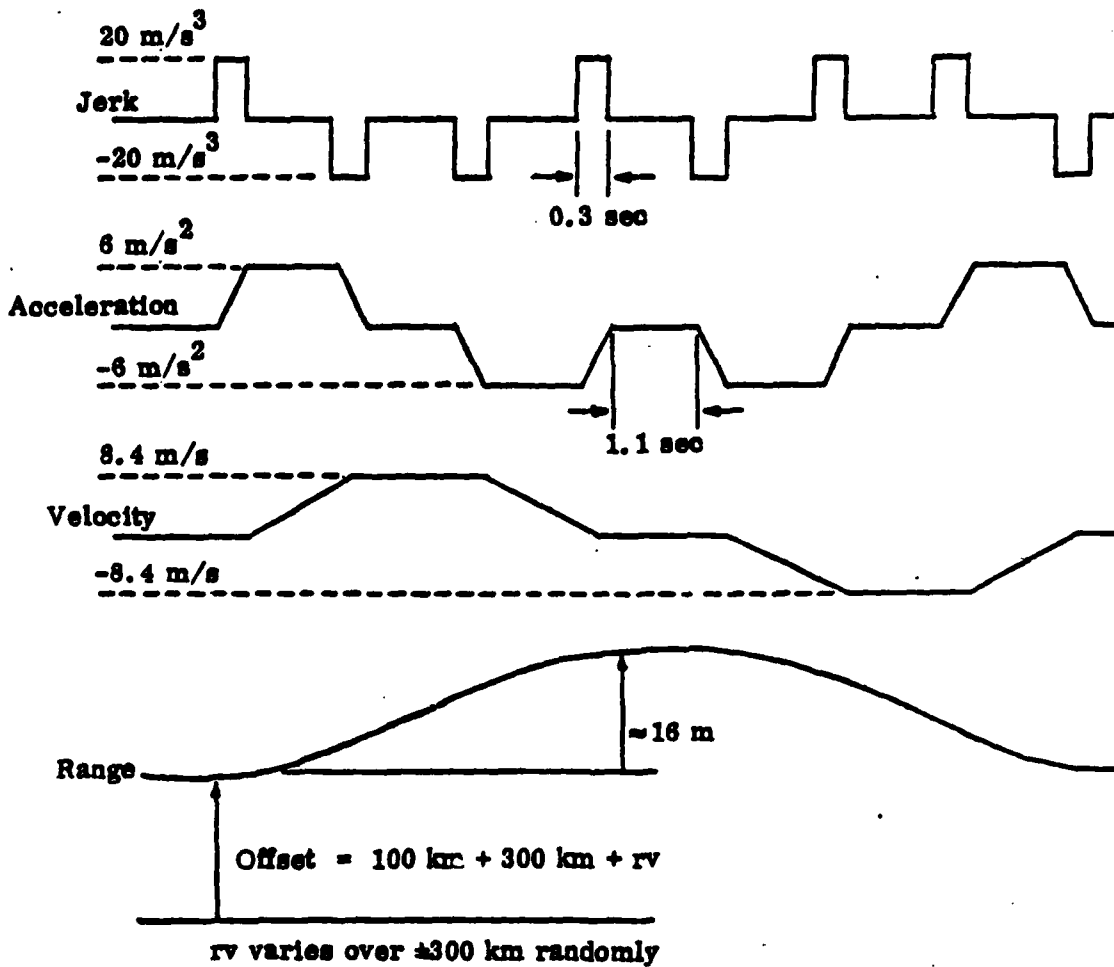 20 m/s³
Jerk
-20 m/s³
0.3 sec
6 m/s²
Acceleration
-6 m/s²
1.1 sec
8.4 m/s
Velocity
-8.4 m/s
≈16 m
Range
Offset = 100 km + 300 km + rv
rv varies over ±300 km randomly